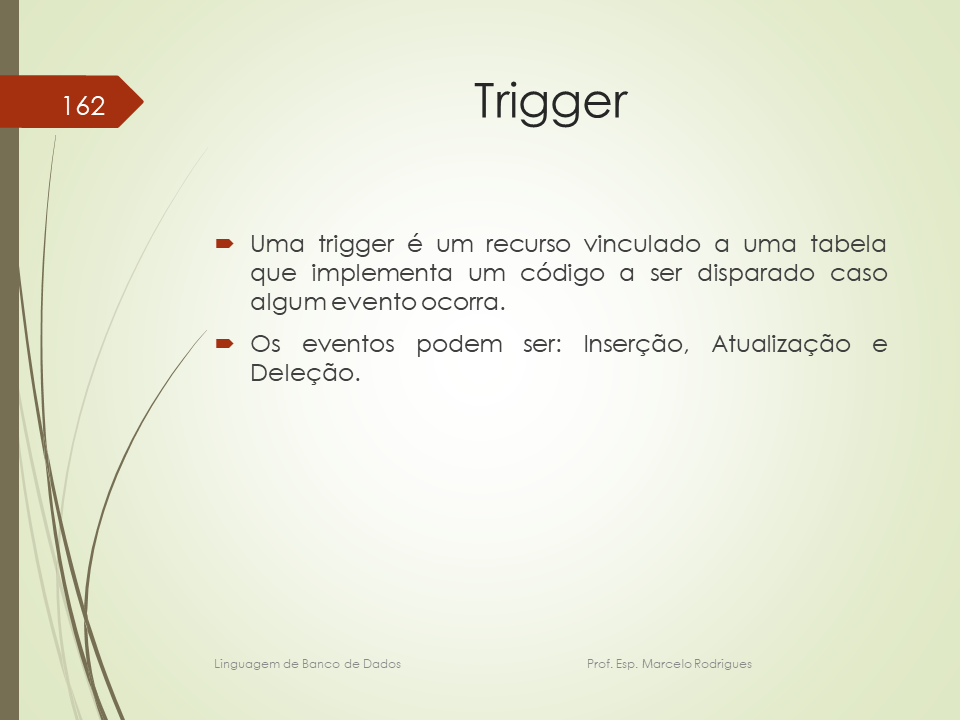 162
Trigger
Uma trigger é um recurso vinculado a uma tabela
que implementa um código a ser disparado caso
algum evento ocorra.
Os eventos podem ser: Inserção, Atualização e
Deleção.
Linguagem de Banco de Dados Prof. Esp. Marcelo Rodrigues